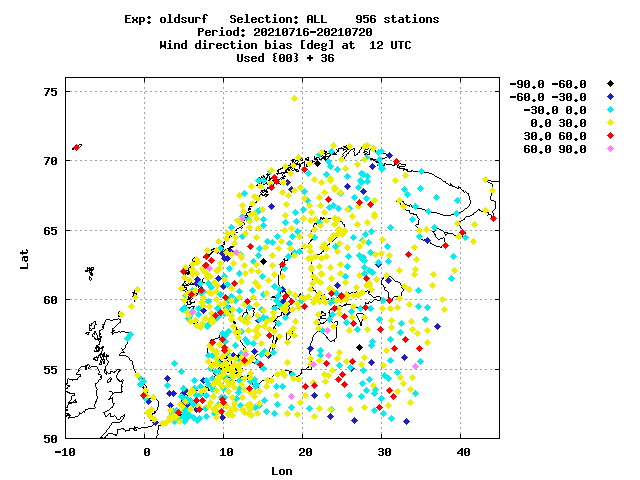 Exp: oldsurf   Selection: ALL    956 stations
Period: 20210716-20210720
Wind direction bias [deg] at  12 UTC
Used {00} + 36
-90.0 -60.0
-60.0 -30.0
-30.0 0.0
0.0 30.0
30.0 60.0
60.0 90.0
75
70
65
60
55
50
Lat
-10 0 10 20 30 40
Lon